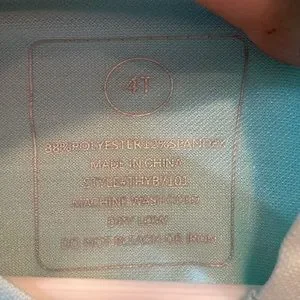 4T
88%POLYESTER12%SPANDEX
MADE IN CHINA
MACHINE WASH COLD
DRY LOW
DO NOT BLEACH OR IRON